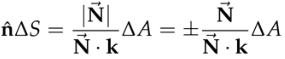 n̂ΔS = |N⃗| / (N⃗ · k) ΔA = ± N⃗ / (N⃗ · k) ΔA